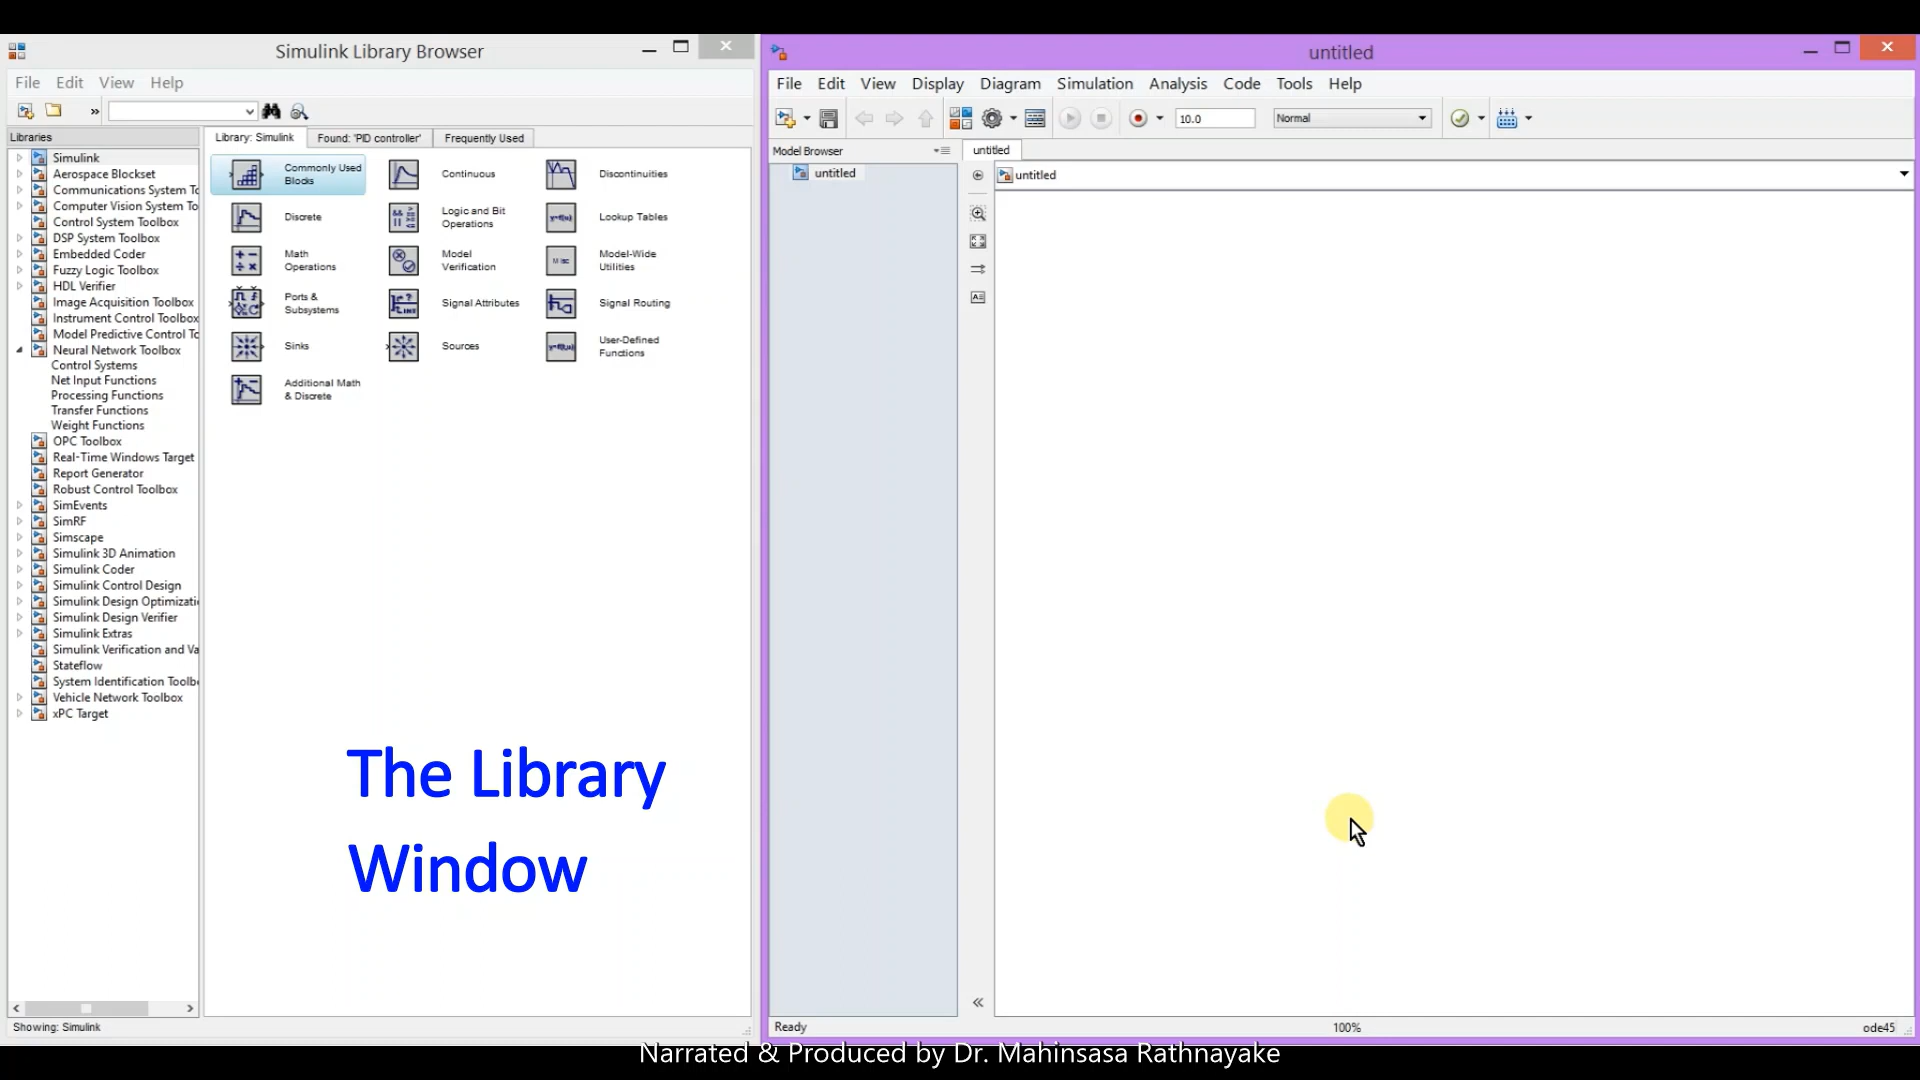 Simulink Library Browser
File Edit View Help
Libraries
Simulink
Aerospace Blockset
Communications System To
Computer Vision System To
Control System Toolbox
DSP System Toolbox
Embedded Coder
Fuzzy Logic Toolbox
HDL Verifier
Image Acquisition Toolbox
Instrument Control Toolbox
Model Predictive Control To
Neural Network Toolbox
Control Systems
Net Input Functions
Processing Functions
Transfer Functions
Weight Functions
OPC Toolbox
Real-Time Windows Target
Report Generator
Robust Control Toolbox
SimEvents
SimRF
Simscape
Simulink 3D Animation
Simulink Coder
Simulink Control Design
Simulink Design Optimizati
Simulink Design Verifier
Simulink Extras
Simulink Verification and Va
Stateflow
System Identification Toolb
Vehicle Network Toolbox
xPC Target
Showing: Simulink
Library: Simulink Found: 'PID controller' Frequently Used
Commonly Used
Blocks
Continuous
Discontinuities
Discrete
Logic and Bit
Operations
Lookup Tables
Math
Operations
Model
Verification
Model-Wide
Utilities
Ports &
Subsystems
Signal Attributes
Signal Routing
Sinks
Sources
User-Defined
Functions
Additional Math
& Discrete
The Library
Window
untitled
File Edit View Display Diagram Simulation Analysis Code Tools Help
10.0 Normal
Model Browser
untitled
untitled
untitled
Ready 100% ode45
Narrated & Produced by Dr. Mahinsasa Rathnayake